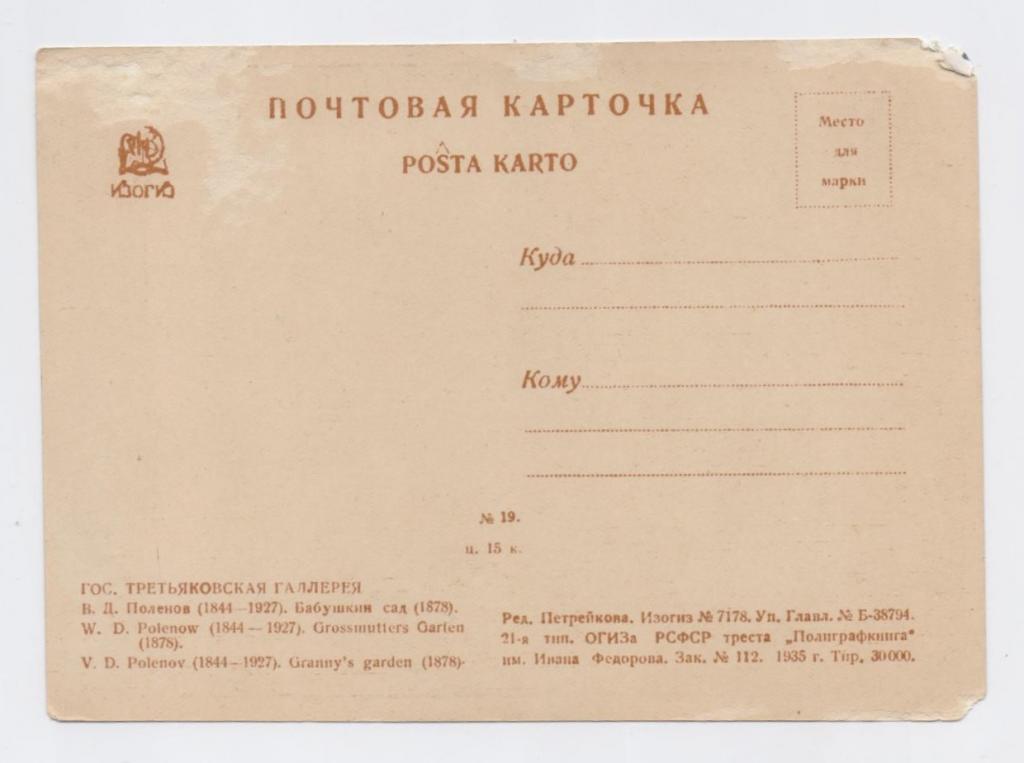 ПОЧТОВАЯ КАРТОЧКА
POŜTA KARTO
ИЗОГИЗ
Место
для
марки
Куда
Кому
№ 19.
ц. 15 к.
ГОС. ТРЕТЬЯКОВСКАЯ ГАЛЛЕРЕЯ
В. Д. Поленов (1844—1927). Бабушкин сад (1878).
W. D. Polenow (1844—1927). Grossmutters Garten
(1878).
V. D. Polenov (1844—1927). Granny's garden (1878)·
Ред. Петрейкова. Изогиз № 7178. Уп. Главл. № Б-38794.
21-я тип. ОГИЗа РСФСР треста „Полиграфкнига"
им. Ивана Федорова. Зак. № 112. 1935 г. Тир. 30000.